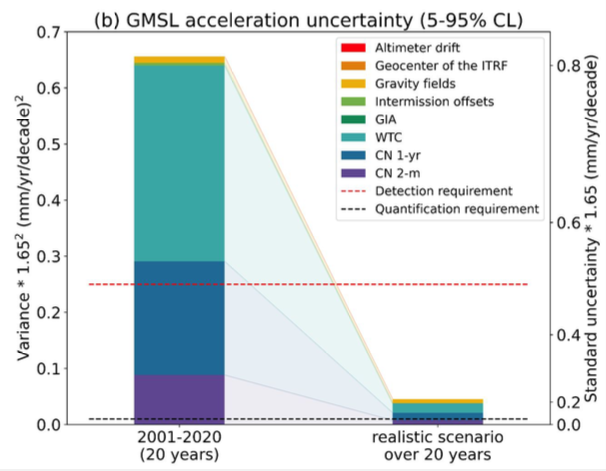 (b) GMSL acceleration uncertainty (5-95% CL)
Variance * 1.65² (mm/yr/decade)²
0.7
0.6
0.5
0.4
0.3
0.2
0.1
0.0
Altimeter drift
Geocenter of the ITRF
Gravity fields
Intermission offsets
GIA
WTC
CN 1-yr
CN 2-m
Detection requirement
Quantification requirement
0.8
0.6
0.4
0.2
0.0
Standard uncertainty * 1.65 (mm/yr/decade)
2001-2020
(20 years)
realistic scenario
over 20 years